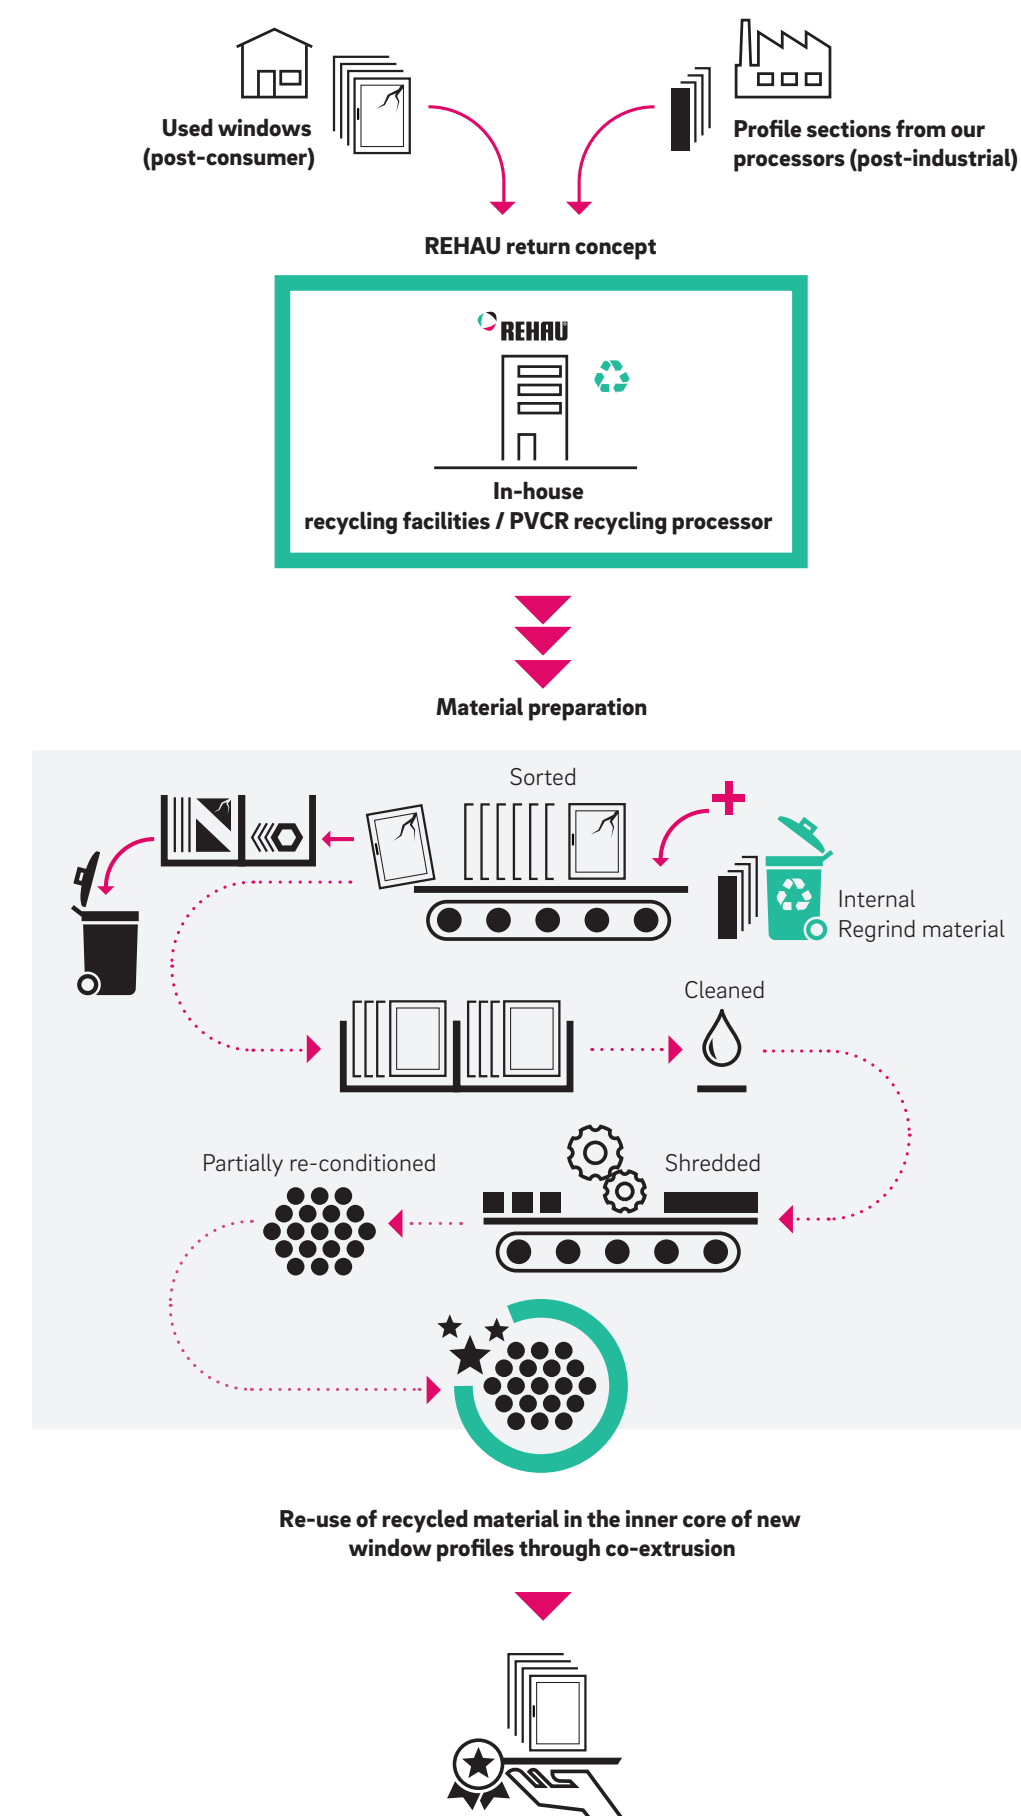 Used windows
(post-consumer)
Profile sections from our
processors (post-industrial)
REHAU return concept
REHAU
In-house
recycling facilities / PVCR recycling processor
Material preparation
Sorted
Internal
Regrind material
Cleaned
Partially re-conditioned
Shredded
Re-use of recycled material in the inner core of new
window profiles through co-extrusion